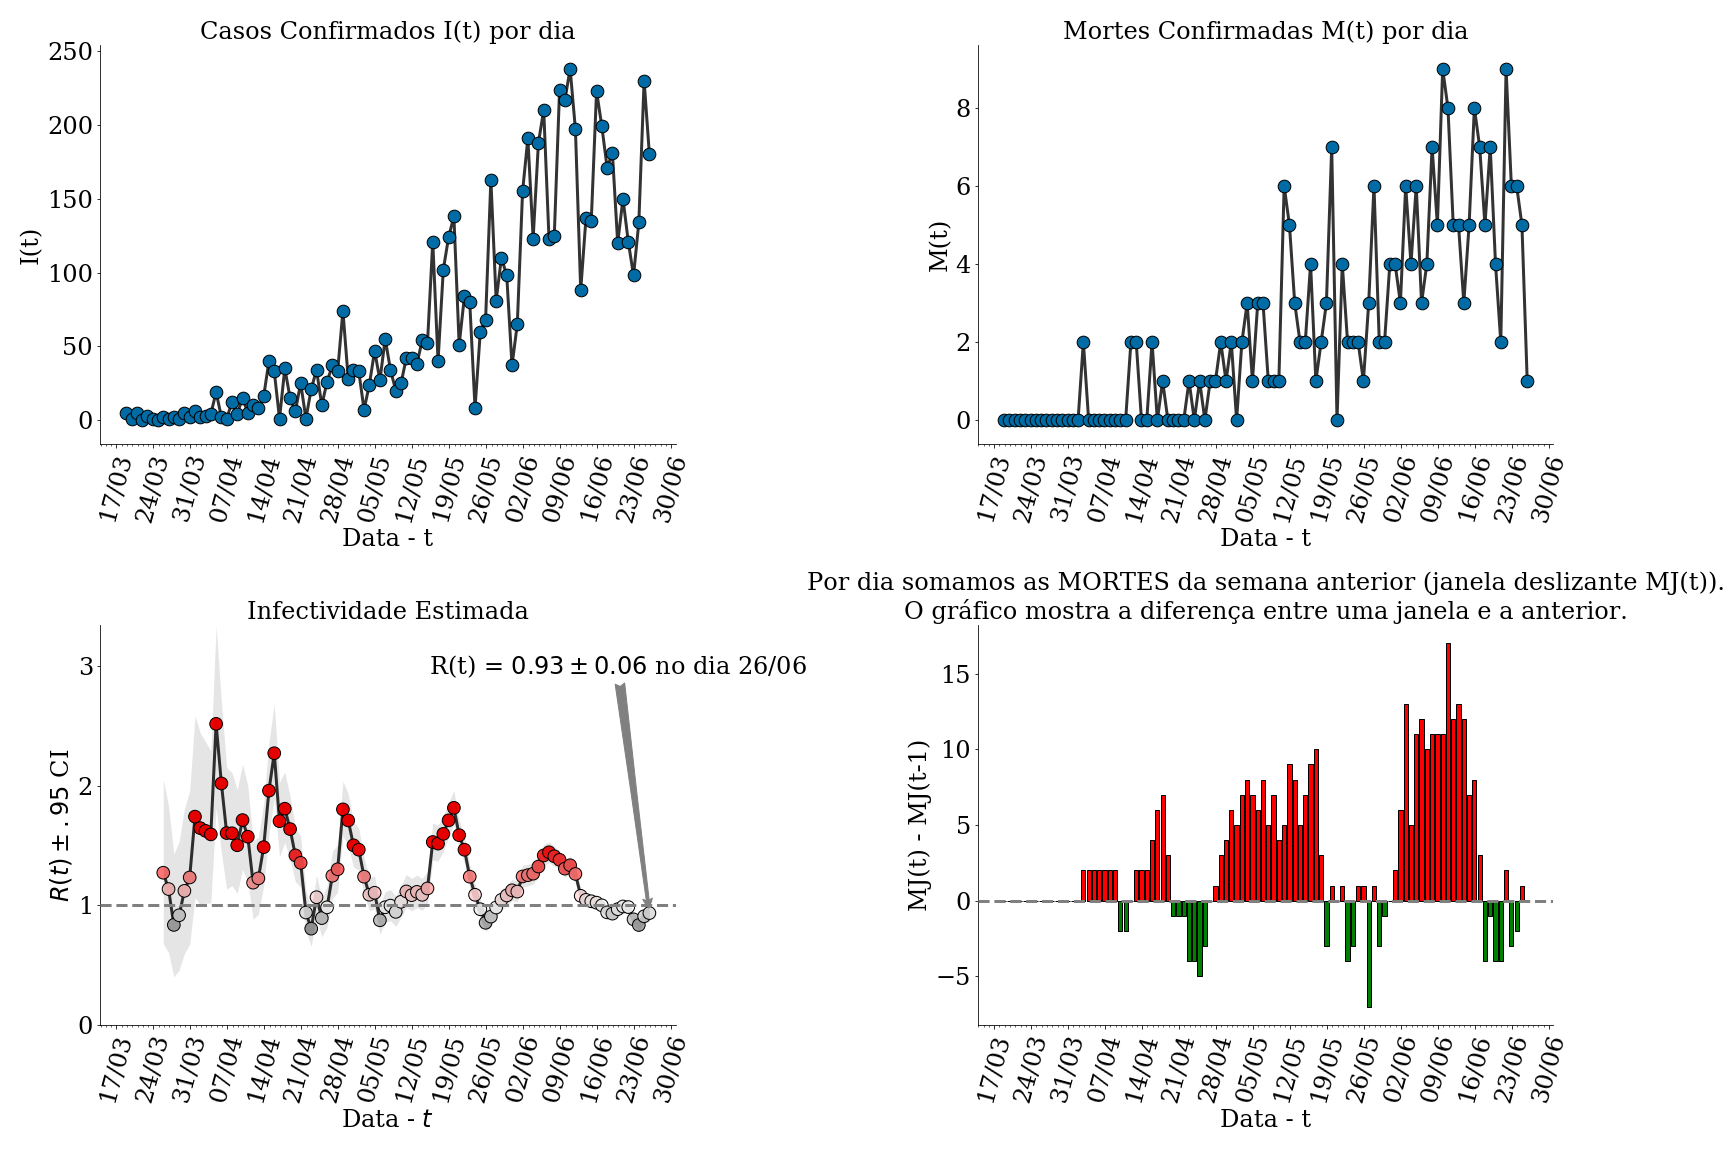 Casos Confirmados I(t) por dia
250
200
150
100
50
0
I(t)
17/03 24/03 31/03 07/04 14/04 21/04 28/04 05/05 12/05 19/05 26/05 02/06 09/06 16/06 23/06 30/06
Data - t
Mortes Confirmadas M(t) por dia
8
6
4
2
0
M(t)
17/03 24/03 31/03 07/04 14/04 21/04 28/04 05/05 12/05 19/05 26/05 02/06 09/06 16/06 23/06 30/06
Data - t
Infectividade Estimada
R(t) = 0.93 ± 0.06 no dia 26/06
3
2
1
0
R(t) ± .95 CI
17/03 24/03 31/03 07/04 14/04 21/04 28/04 05/05 12/05 19/05 26/05 02/06 09/06 16/06 23/06 30/06
Data - t
Por dia somamos as MORTES da semana anterior (janela deslizante MJ(t)).
O gráfico mostra a diferença entre uma janela e a anterior.
15
10
5
0
−5
MJ(t) - MJ(t-1)
17/03 24/03 31/03 07/04 14/04 21/04 28/04 05/05 12/05 19/05 26/05 02/06 09/06 16/06 23/06 30/06
Data - t